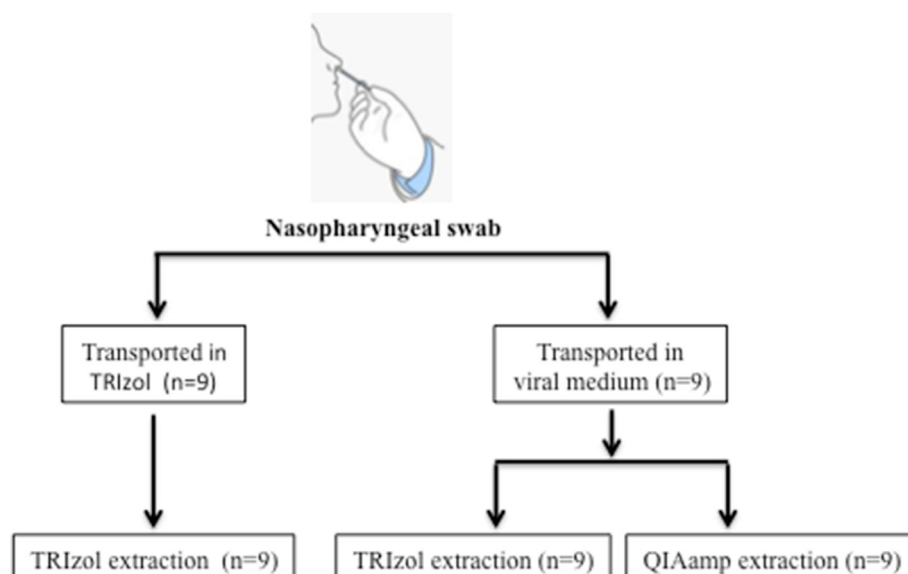 Nasopharyngeal swab
Transported in
TRIzol (n=9)
Transported in
viral medium (n=9)
TRIzol extraction (n=9)
TRIzol extraction (n=9)
QIAamp extraction (n=9)